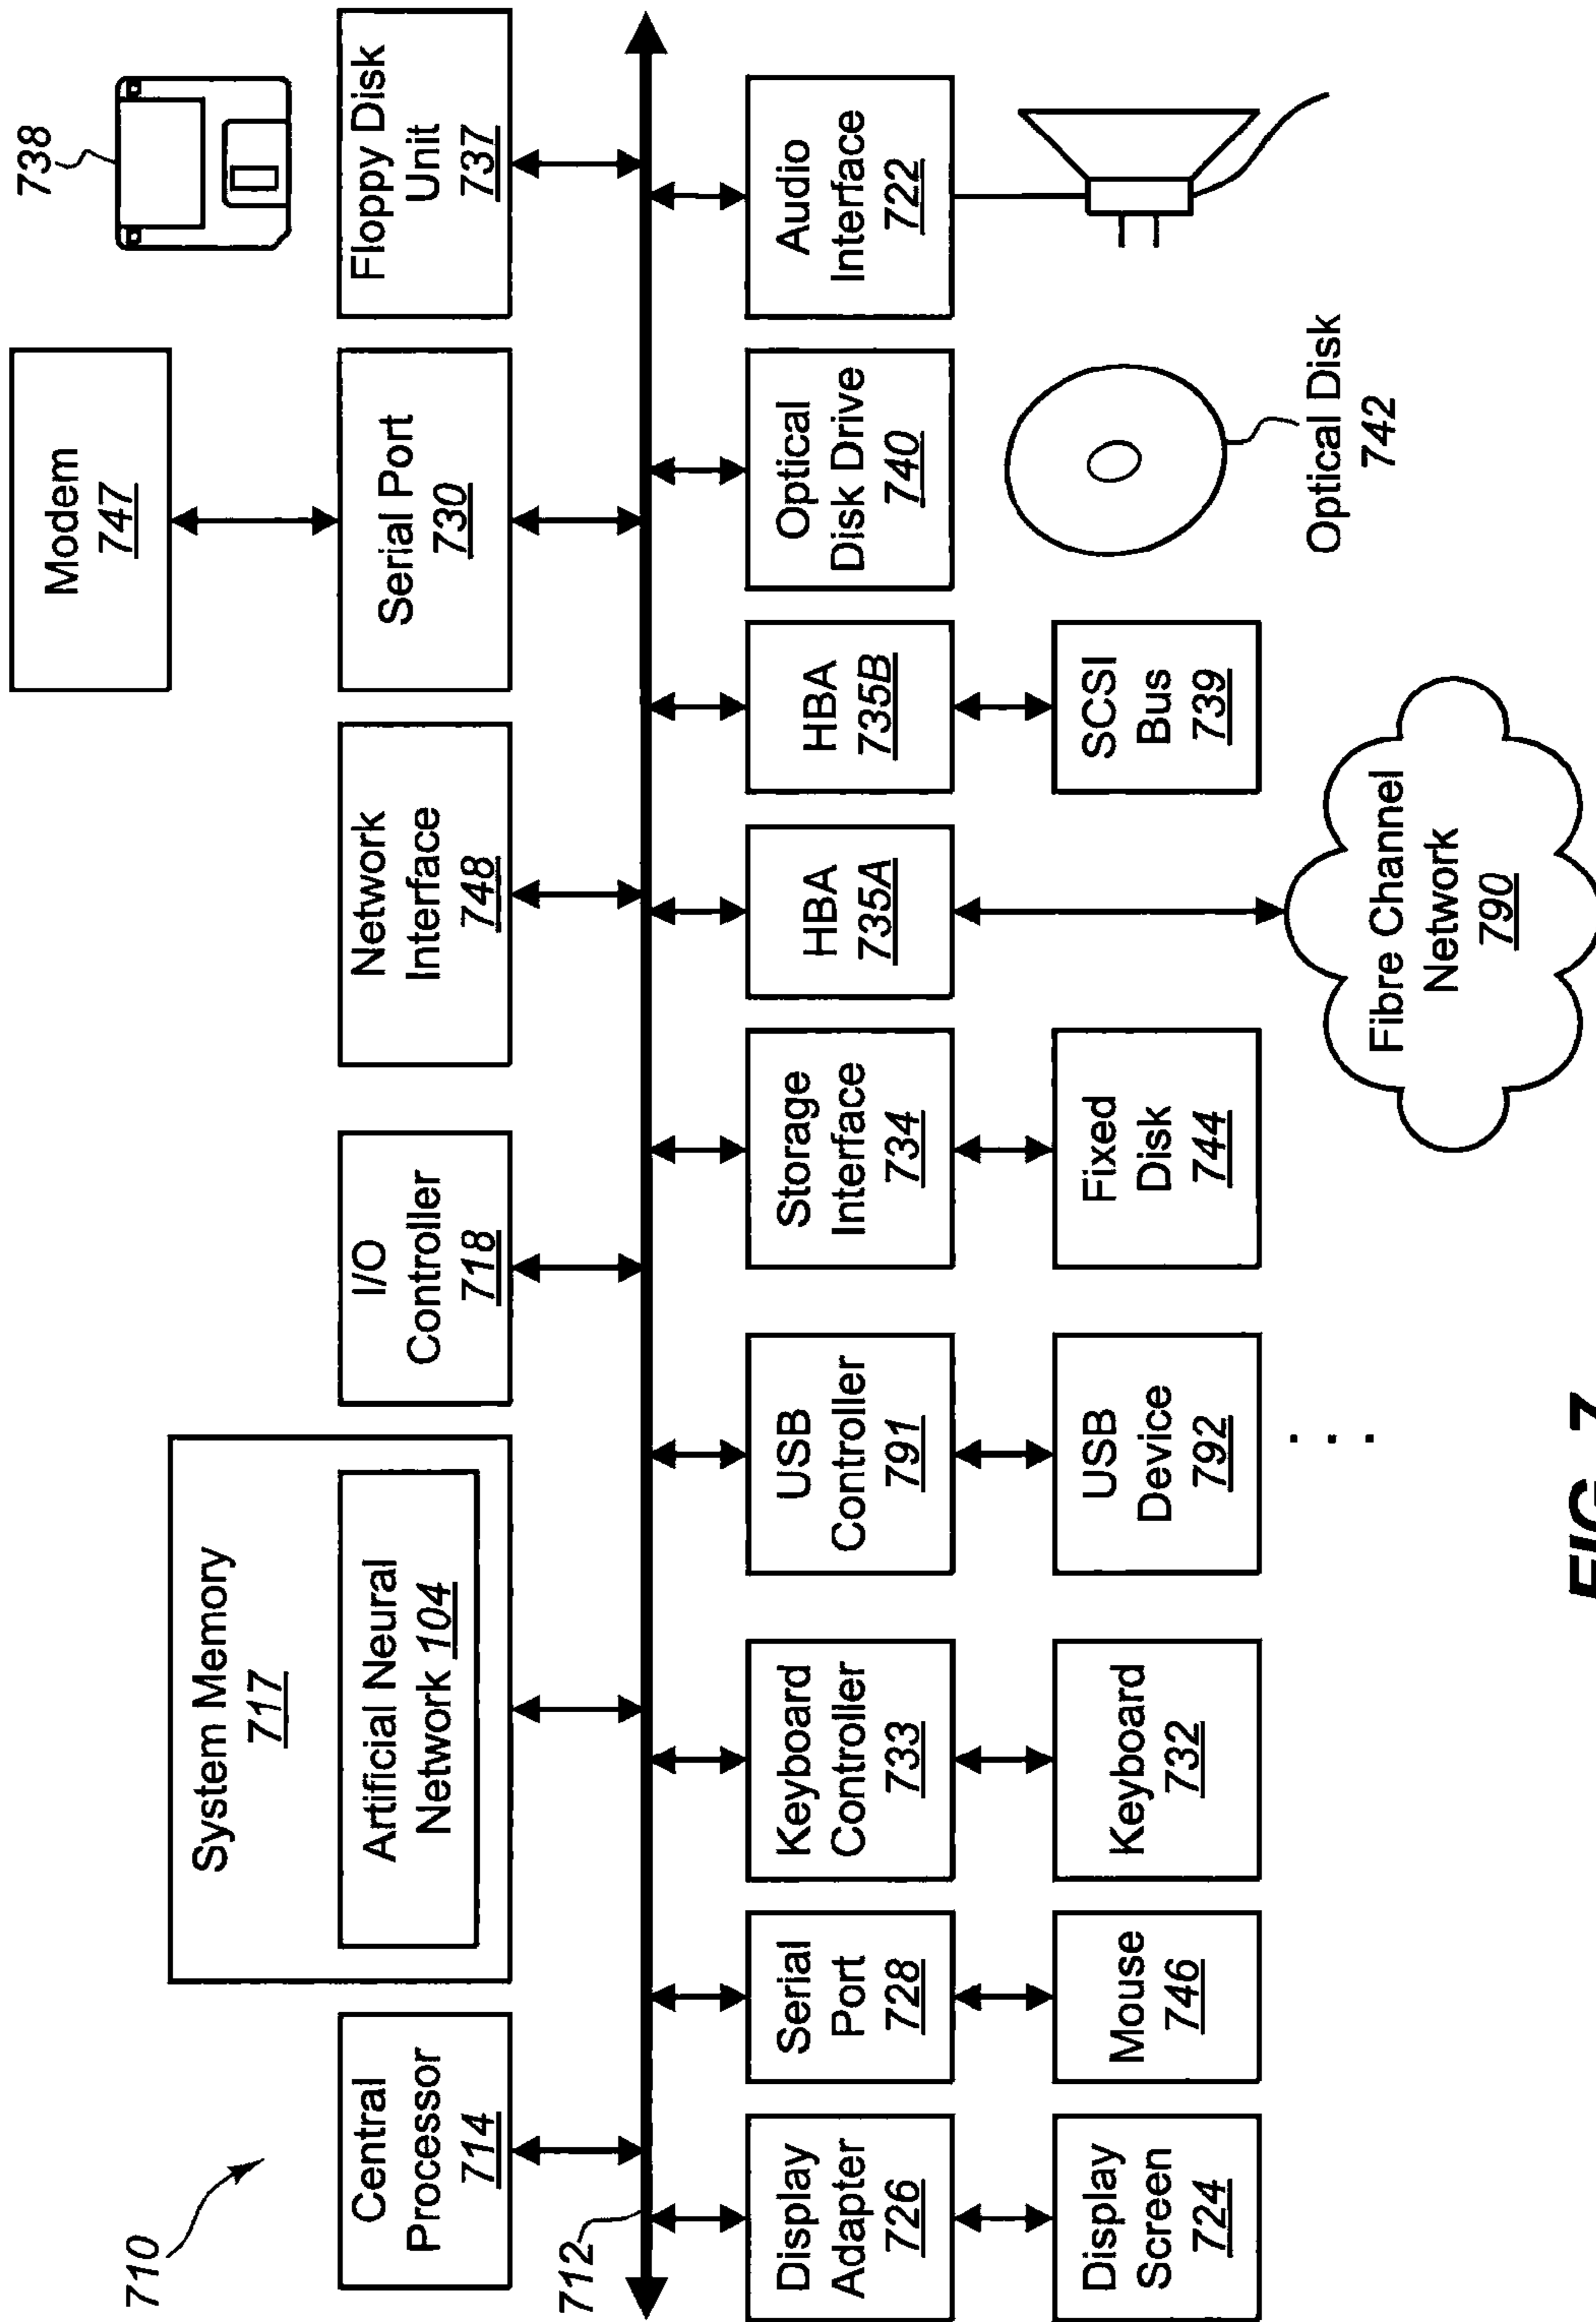 710
Central
Processor
714
System Memory
717
Artificial Neural
Network 104
I/O
Controller
718
Network
Interface
748
Modem
747
Serial Port
730
738
Floppy Disk
Unit
737
712
Display
Adapter
726
Serial
Port
728
Keyboard
Controller
733
USB
Controller
791
Storage
Interface
734
HBA
735A
HBA
735B
Optical
Disk Drive
740
Audio
Interface
722
Display
Screen
724
Mouse
746
Keyboard
732
USB
Device
792
. . .
Fixed
Disk
744
Fibre Channel
Network
790
SCSI
Bus
739
Optical Disk
742
FIG. 7